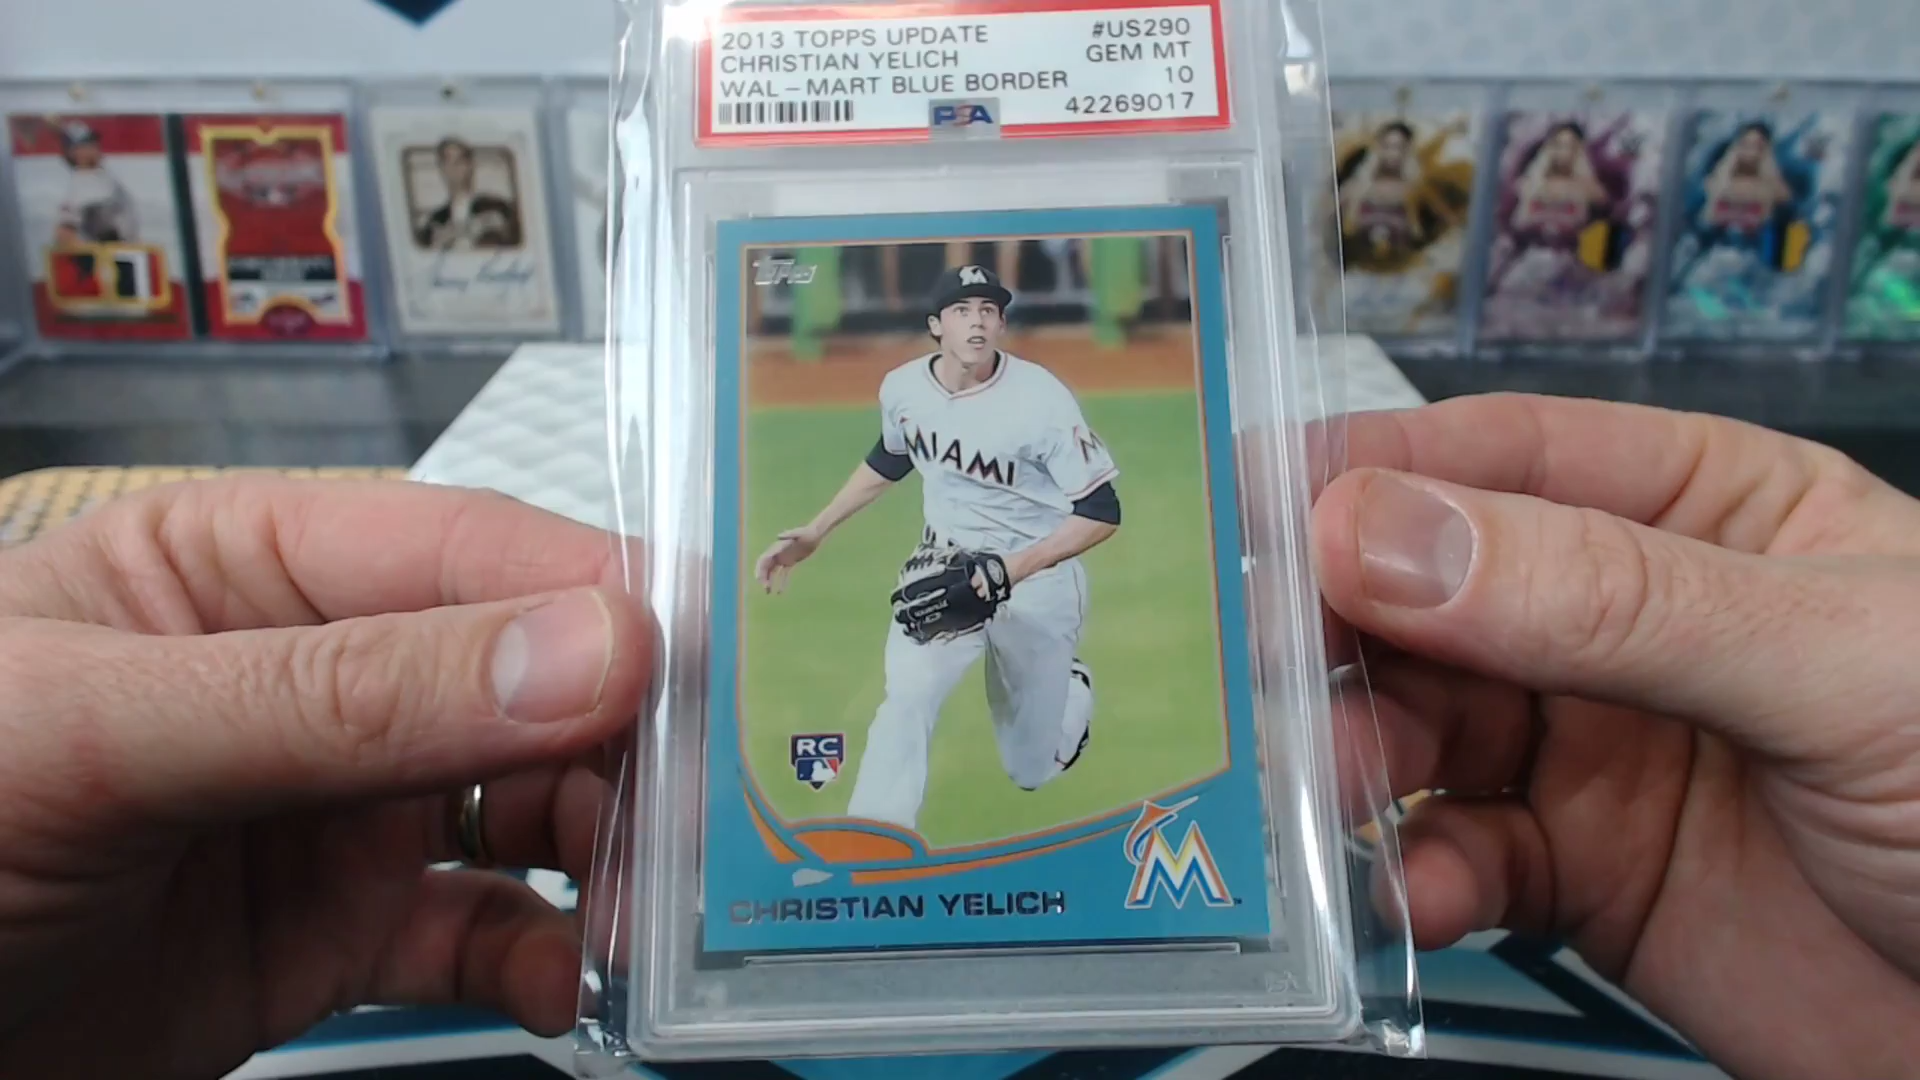 2013 TOPPS UPDATE #US290
CHRISTIAN YELICH GEM MT
WAL-MART BLUE BORDER 10
PSA 42269017
TOPPS
M
MIAMI M
RC
M
CHRISTIAN YELICH